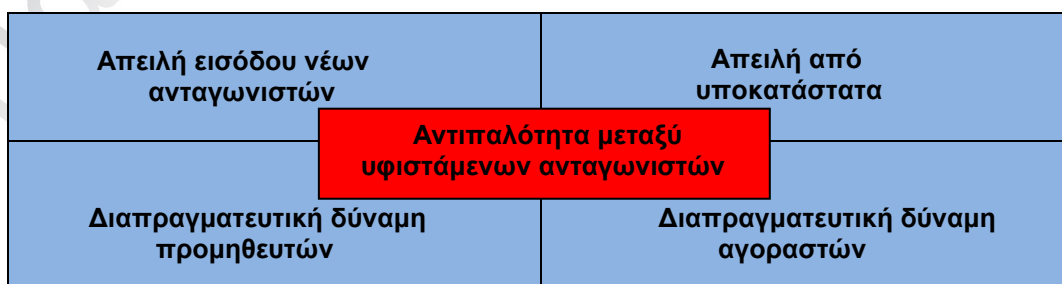 Απειλή εισόδου νέων
ανταγωνιστών
Απειλή από
υποκατάστατα
Αντιπαλότητα μεταξύ
υφιστάμενων ανταγωνιστών
Διαπραγματευτική δύναμη
προμηθευτών
Διαπραγματευτική δύναμη
αγοραστών